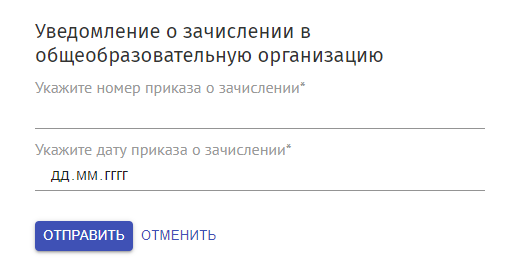 Уведомление о зачислении в
общеобразовательную организацию
Укажите номер приказа о зачислении*
Укажите дату приказа о зачислении*
ДД.ММ.ГГГГ
ОТПРАВИТЬ ОТМЕНИТЬ